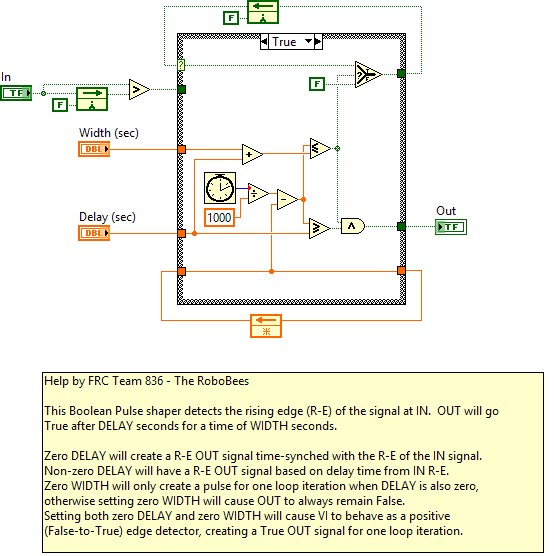 F
True
?
In
TF
F
>
T
F
F
Width (sec)
DBL
+
≤
÷
1000
-
Delay (sec)
DBL
≥
∧
Out
TF
Help by FRC Team 836 - The RoboBees
This Boolean Pulse shaper detects the rising edge (R-E) of the signal at IN.  OUT will go
True after DELAY seconds for a time of WIDTH seconds.
Zero DELAY will create a R-E OUT signal time-synched with the R-E of the IN signal.
Non-zero DELAY will have a R-E OUT signal based on delay time from IN R-E.
Zero WIDTH will only create a pulse for one loop iteration when DELAY is also zero,
otherwise setting zero WIDTH will cause OUT to always remain False.
Setting both zero DELAY and zero WIDTH will cause VI to behave as a positive
(False-to-True) edge detector, creating a True OUT signal for one loop iteration.